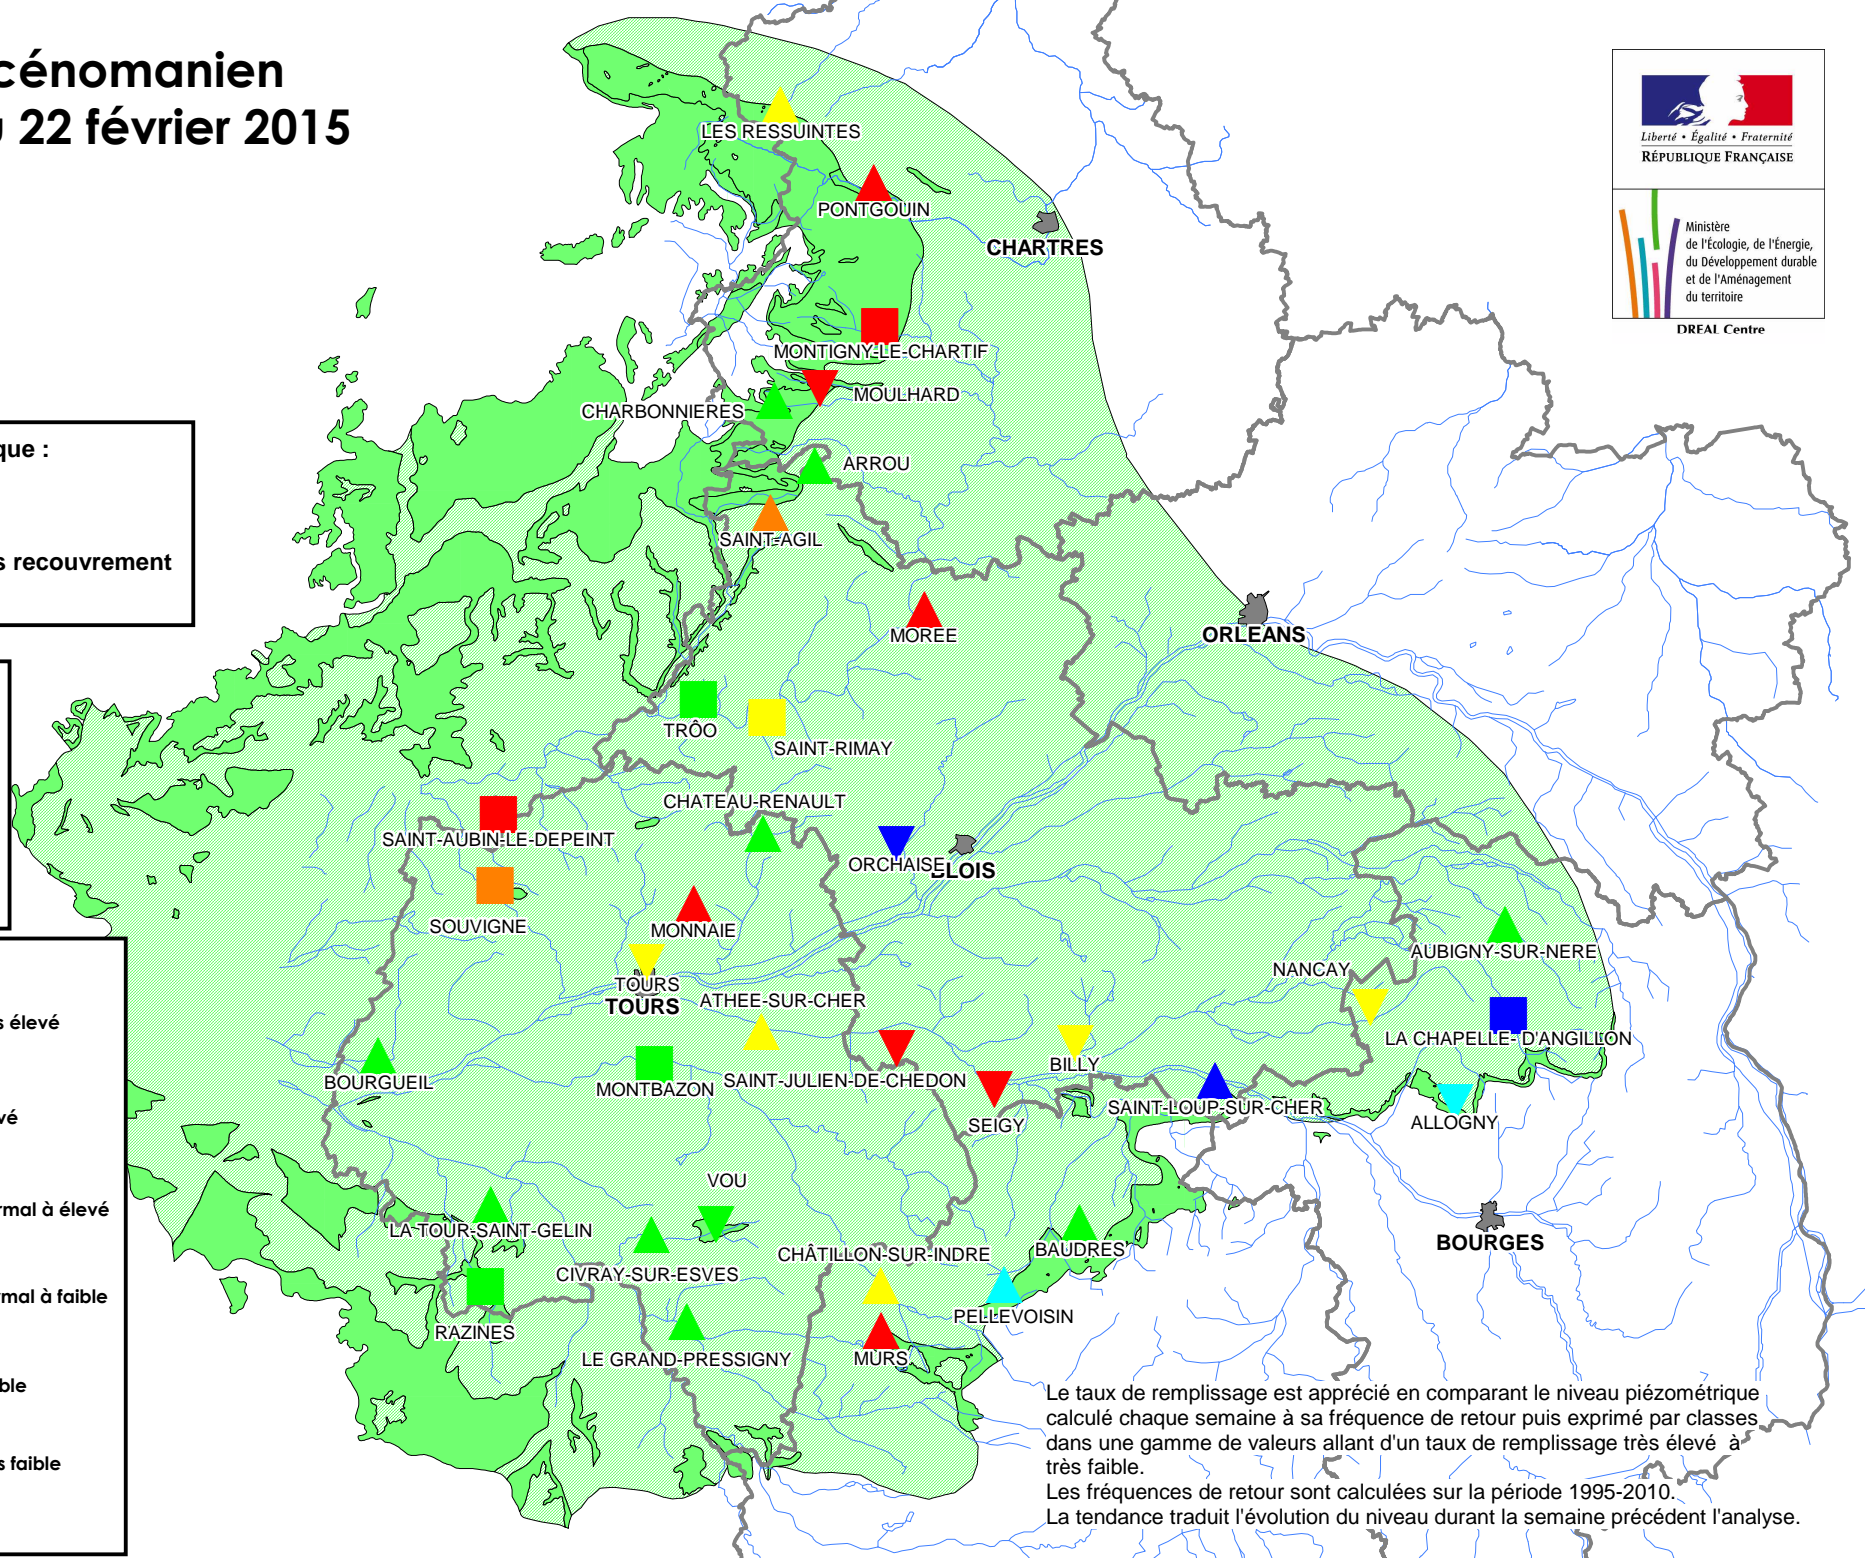 cénomanien
22 février 2015
Liberté • Égalité • Fraternité
RÉPUBLIQUE FRANÇAISE
Ministère
de l'Écologie, de l'Énergie,
du Développement durable
et de l'Aménagement
du territoire
DREAL Centre
LES RESSUINTES
PONTGOUIN
CHARTRES
MONTIGNY-LE-CHARTIF
MOULHARD
CHARBONNIERES
que :
ARROU
SAINT-AGIL
s recouvrement
MOREE
ORLEANS
TRÔO
SAINT-RIMAY
CHATEAU-RENAULT
SAINT-AUBIN-LE-DEPEINT
ORCHAISE
BLOIS
SOUVIGNE
MONNAIE
AUBIGNY-SUR-NERE
NANCAY
TOURS
TOURS
ATHEE-SUR-CHER
s élevé
LA CHAPELLE- D'ANGILLON
BILLY
BOURGUEIL
MONTBAZON
SAINT-JULIEN-DE-CHEDON
SAINT-LOUP-SUR-CHER
vé
SEIGY
ALLOGNY
VOU
rmal à élevé
LA TOUR-SAINT-GELIN
BOURGES
BAUDRES
CHÂTILLON-SUR-INDRE
CIVRAY-SUR-ESVES
rmal à faible
PELLEVOISIN
RAZINES
LE GRAND-PRESSIGNY
MURS
ble
s faible
Le taux de remplissage est apprécié en comparant le niveau piézométrique
calculé chaque semaine à sa fréquence de retour puis exprimé par classes
dans une gamme de valeurs allant d'un taux de remplissage très élevé à
très faible.
Les fréquences de retour sont calculées sur la période 1995-2010.
La tendance traduit l'évolution du niveau durant la semaine précédent l'analyse.